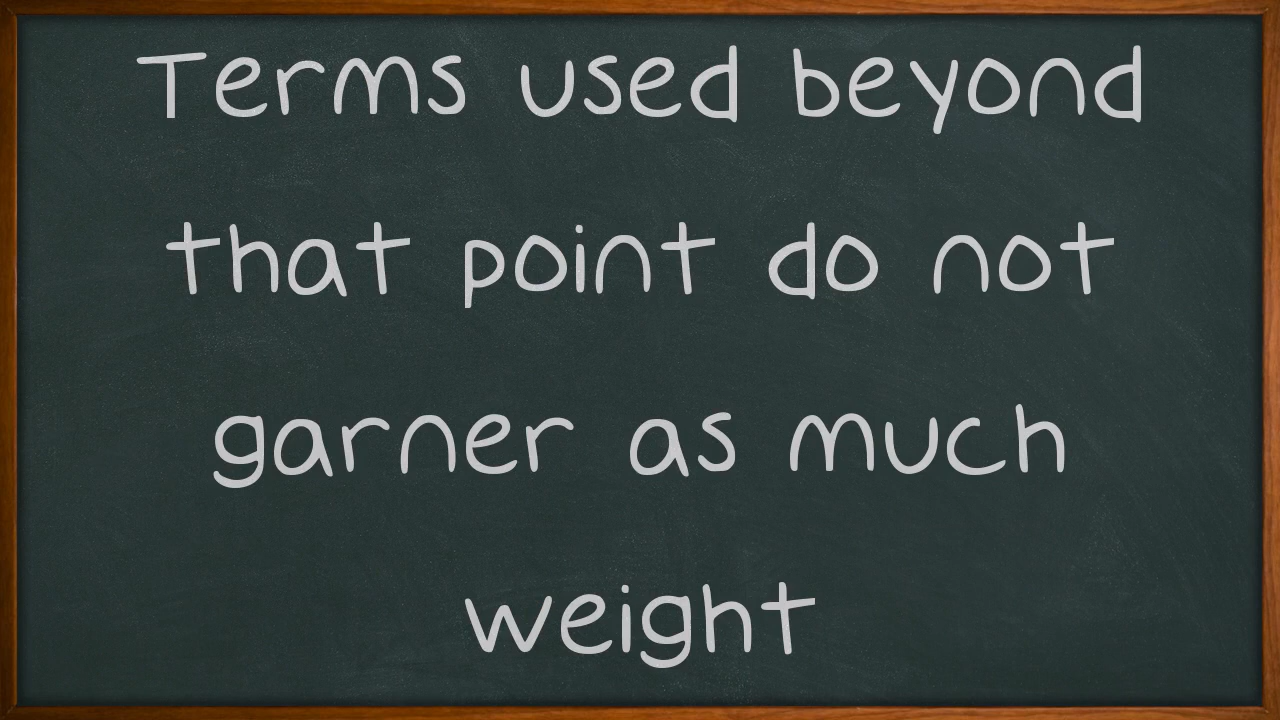 Terms used beyond
that point do not
garner as much
weight